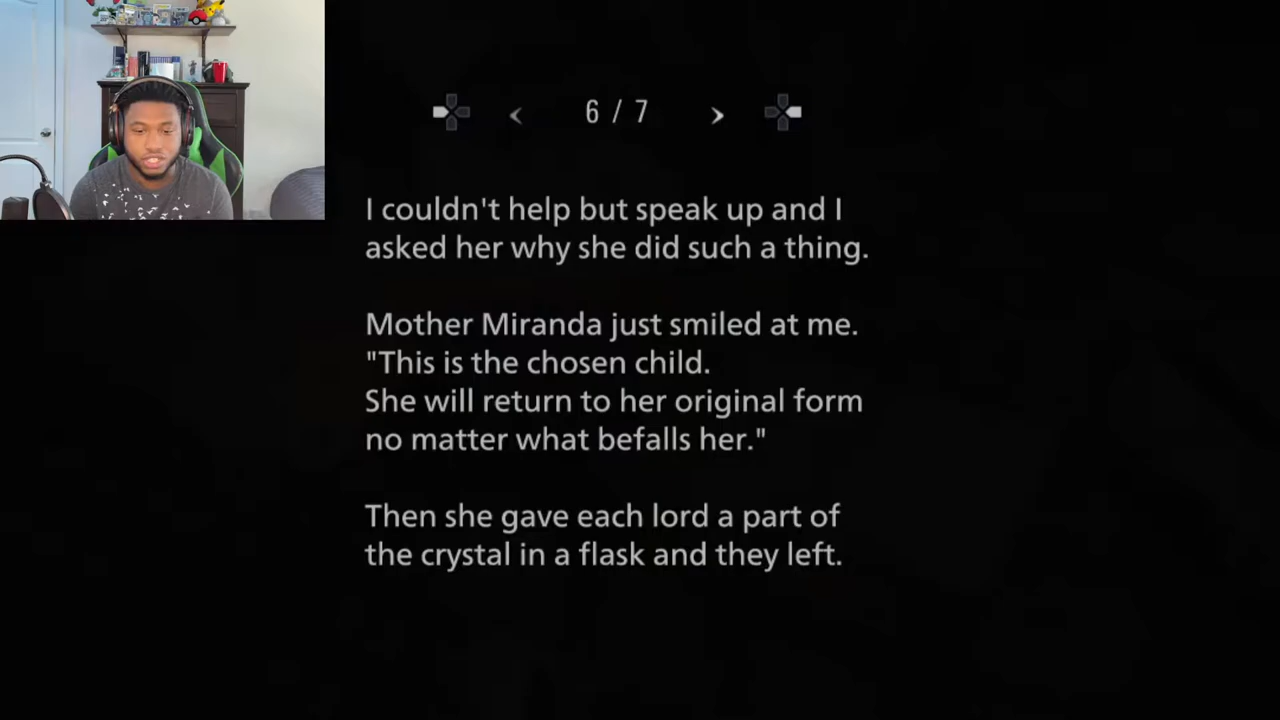 < 6 / 7 >
I couldn't help but speak up and I
asked her why she did such a thing.
Mother Miranda just smiled at me.
"This is the chosen child.
She will return to her original form
no matter what befalls her."
Then she gave each lord a part of
the crystal in a flask and they left.